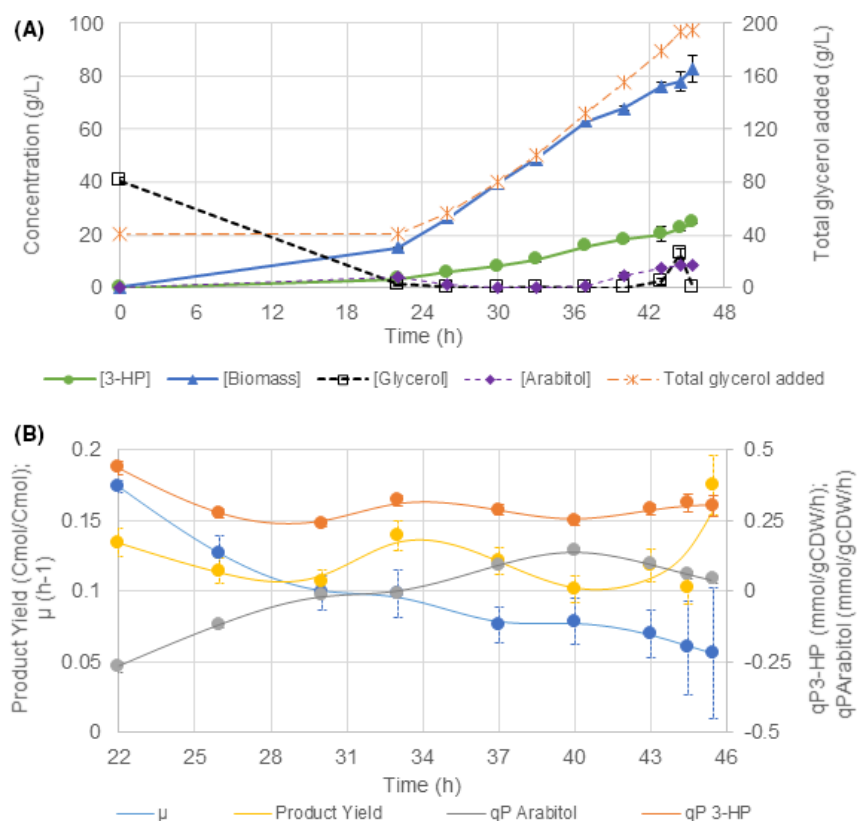 (A)
100
80
60
40
20
0
Concentration (g/L)
200
160
120
80
40
0
Total glycerol added (g/L)
0 6 12 18 24 30 36 42 48
Time (h)
[3-HP] [Biomass] [Glycerol] [Arabitol] Total glycerol added
(B)
0.2
0.15
0.1
0.05
0
Product Yield (Cmol/Cmol);
µ (h-1)
0.5
0.25
0
-0.25
-0.5
qP3-HP (mmol/gCDW/h);
qPArabitol (mmol/gCDW/h)
22 25 28 31 34 37 40 43 46
Time (h)
µ Product Yield qP Arabitol qP 3-HP